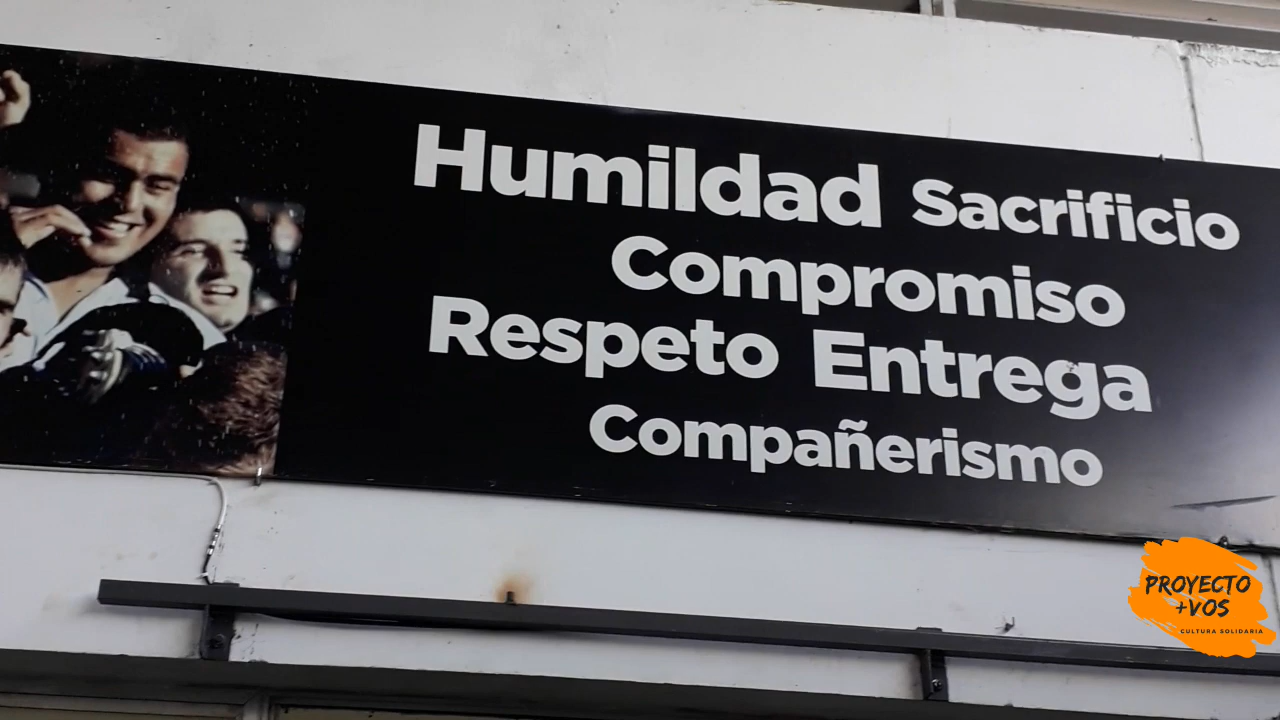 Humildad Sacrificio
Compromiso
Respeto Entrega
Compañerismo
PROYECTO
+VOS
CULTURA SOLIDARIA